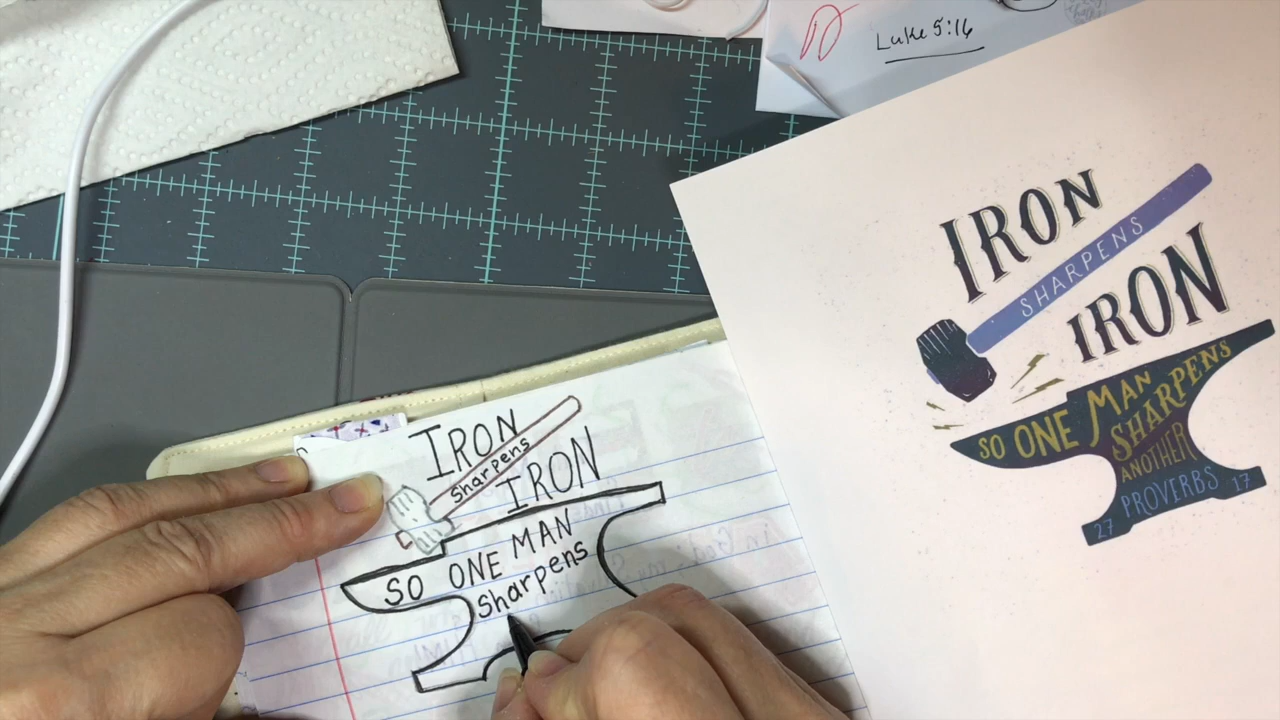 Luke 5:16
IRON
SHARPENS
IRON
SO ONE MAN
SHARPENS
ANOTHER
PROVERBS
27 17
IRON
Sharpens
IRON
SO ONE MAN
Sharpens